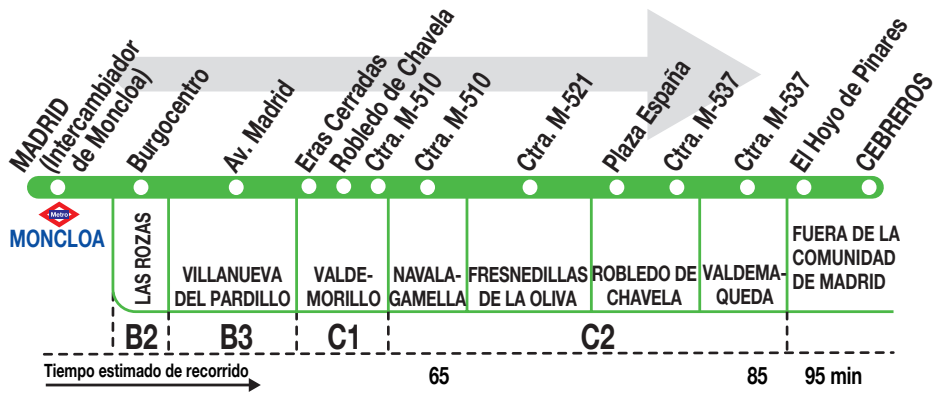 MADRID
(Intercambiador
de Moncloa)
Burgocentro
Av. Madrid
Eras Cerradas
Robledo de Chavela
Ctra. M-510
Ctra. M-510
Ctra. M-521
Plaza España
Ctra. M-537
Ctra. M-537
El Hoyo de Pinares
CEBREROS
Metro
MONCLOA
LAS ROZAS
VILLANUEVA
DEL PARDILLO
VALDE-
MORILLO
NAVALA-
GAMELLA
FRESNEDILLAS
DE LA OLIVA
ROBLEDO DE
CHAVELA
VALDEMA-
QUEDA
FUERA DE LA
COMUNIDAD
DE MADRID
B2
B3
C1
C2
Tiempo estimado de recorrido
65
85
95 min